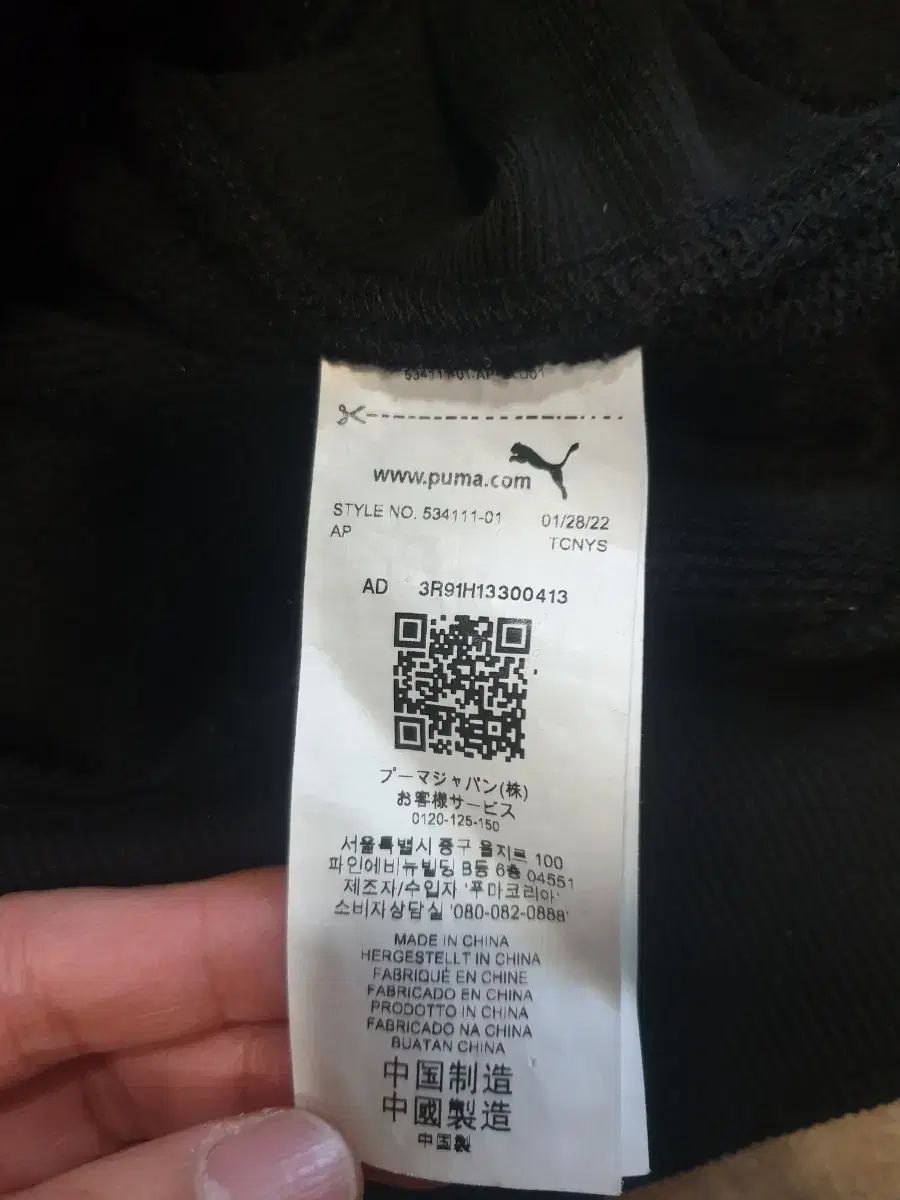 534111-01 AP
www.puma.com
STYLE NO. 534111-01 01/28/22
AP TCNYS
AD 3R91H13300413
プーマジャパン(株)
お客様サービス
0120-125-150
서울특별시 중구 을지로 100
파인에비뉴빌딩 B동 6층 04551
제조자/수입자 '푸마코리아'
소비자상담실 '080-082-0888'
MADE IN CHINA
HERGESTELLT IN CHINA
FABRIQUÉ EN CHINE
FABRICADO EN CHINA
PRODOTTO IN CHINA
FABRICADO NA CHINA
BUATAN CHINA
中国制造
中國製造
中国製